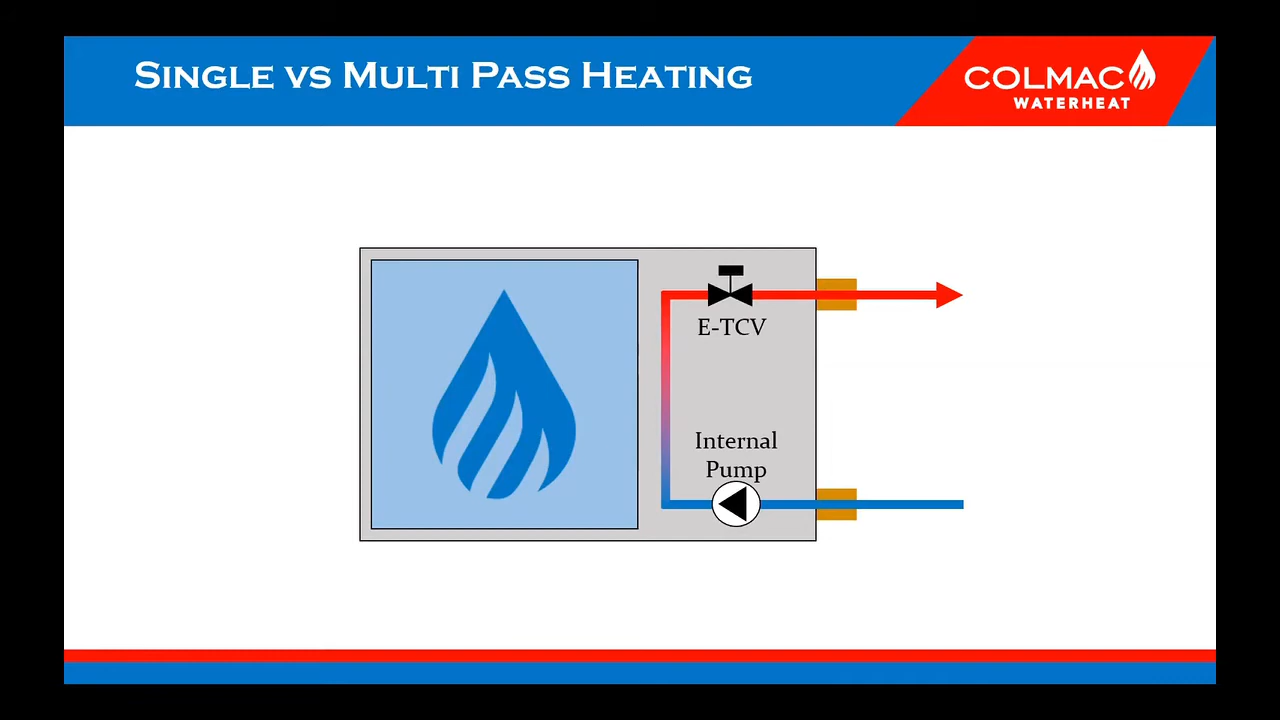 SINGLE VS MULTI PASS HEATING
COLMAC
WATERHEAT
E-TCV
Internal
Pump